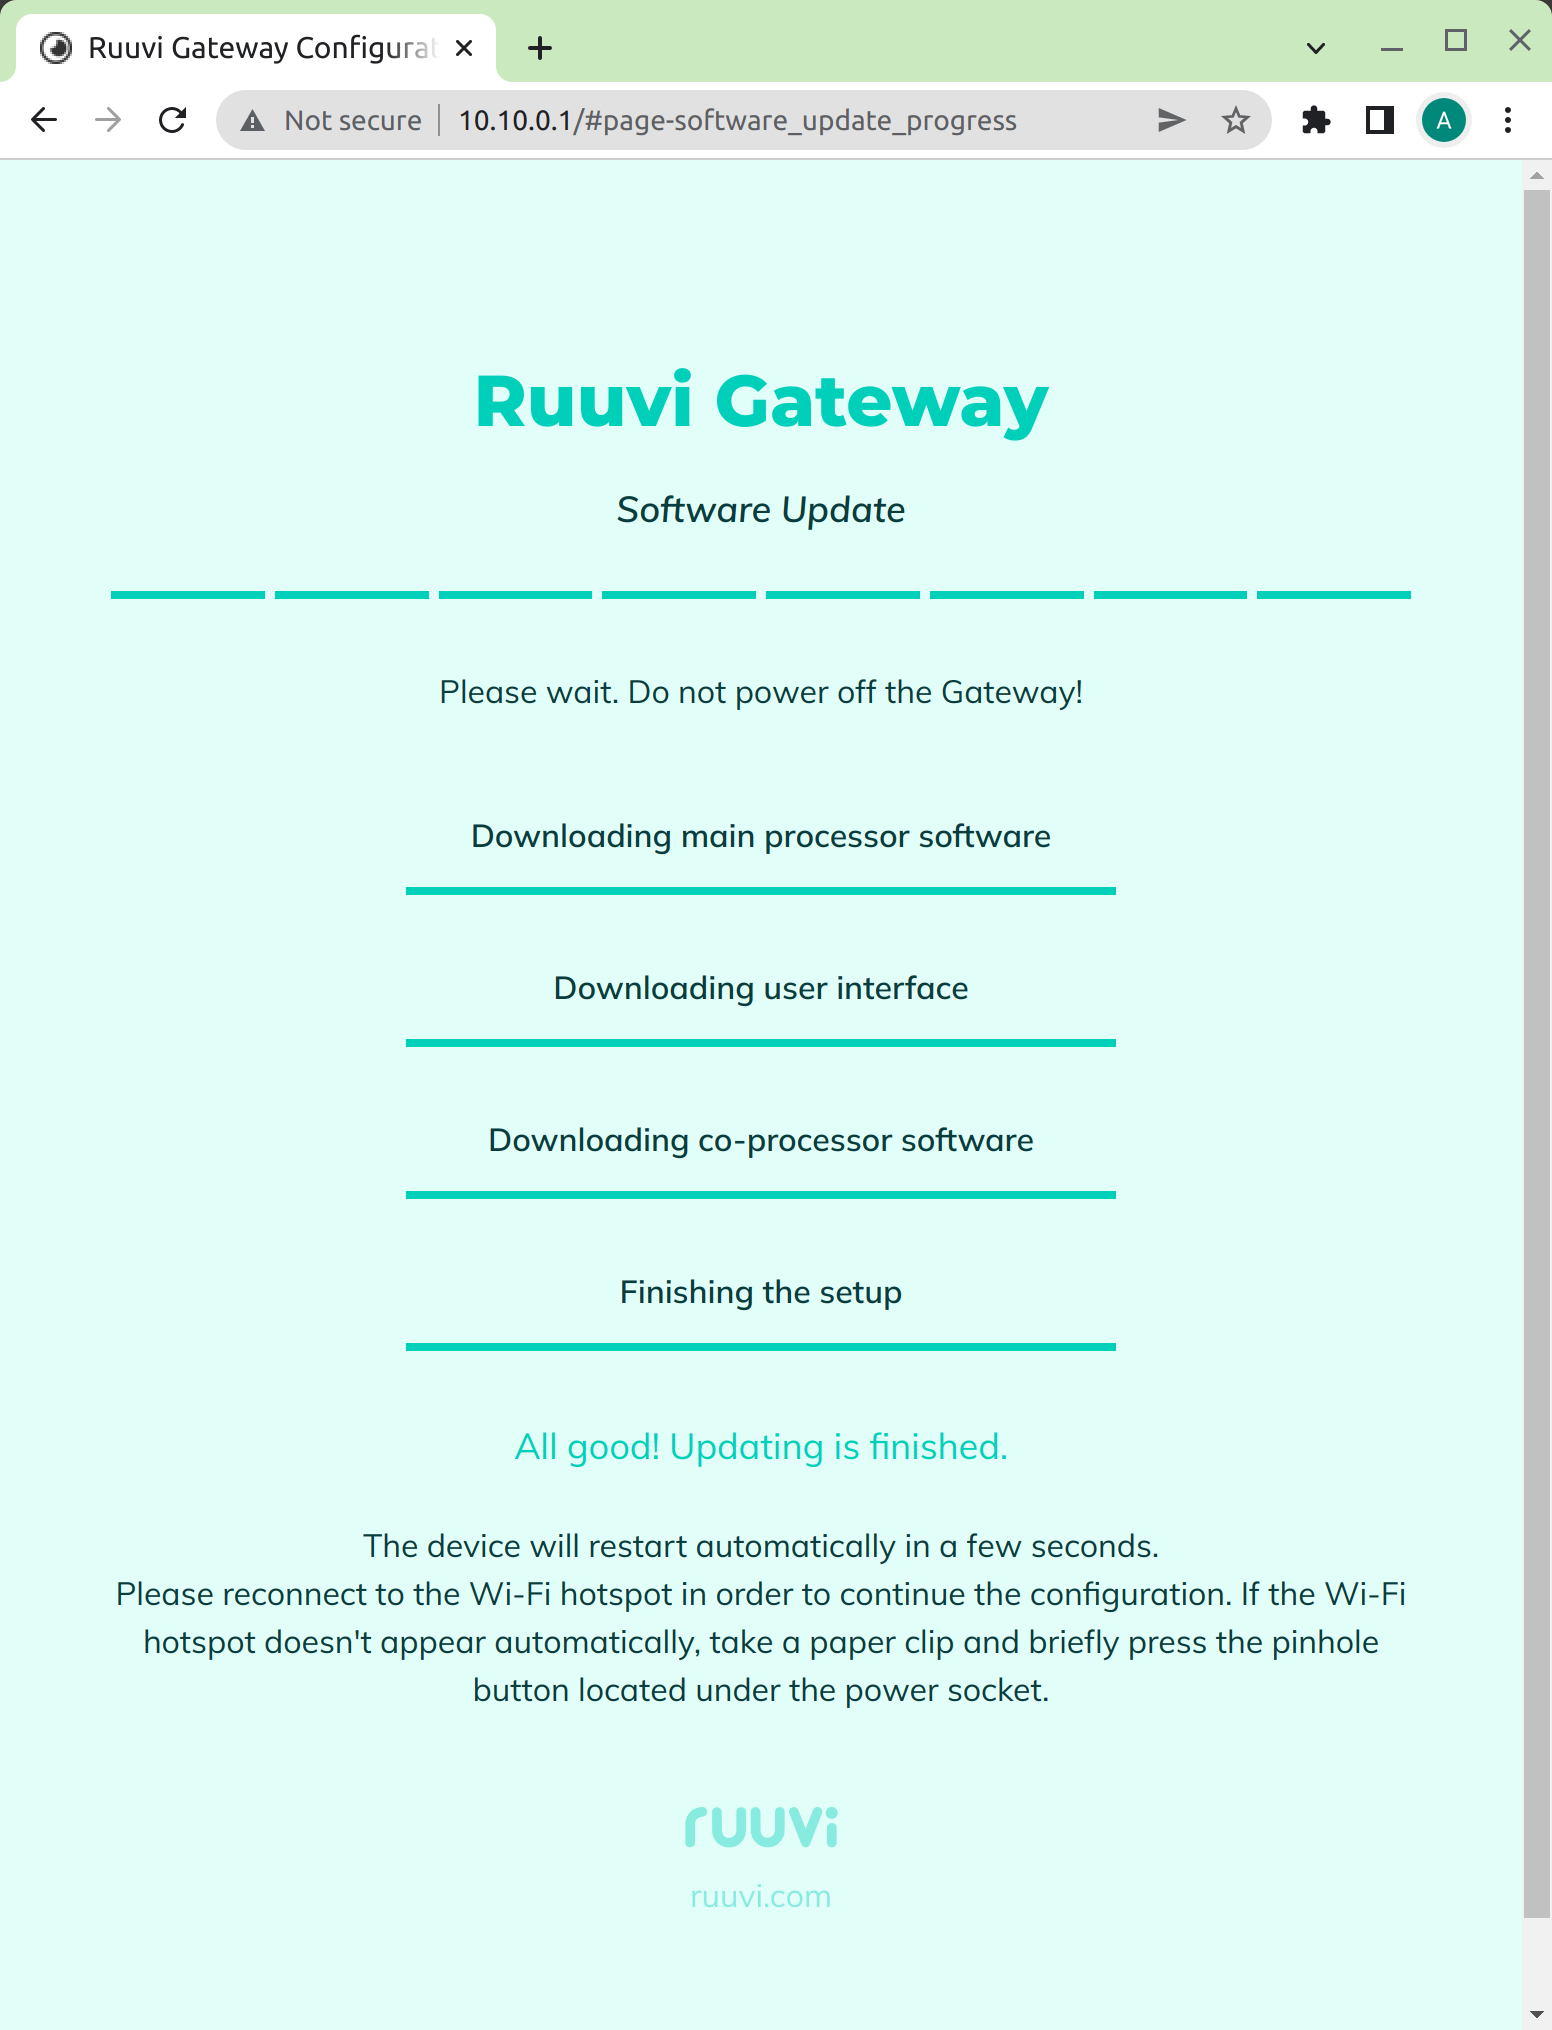 Ruuvi Gateway Configurat
Not secure
10.10.0.1/#page-software_update_progress
A
Ruuvi Gateway
Software Update
Please wait. Do not power off the Gateway!
Downloading main processor software
Downloading user interface
Downloading co-processor software
Finishing the setup
All good! Updating is finished.
The device will restart automatically in a few seconds.
Please reconnect to the Wi-Fi hotspot in order to continue the configuration. If the Wi-Fi
hotspot doesn't appear automatically, take a paper clip and briefly press the pinhole
button located under the power socket.
ruuvi
ruuvi.com